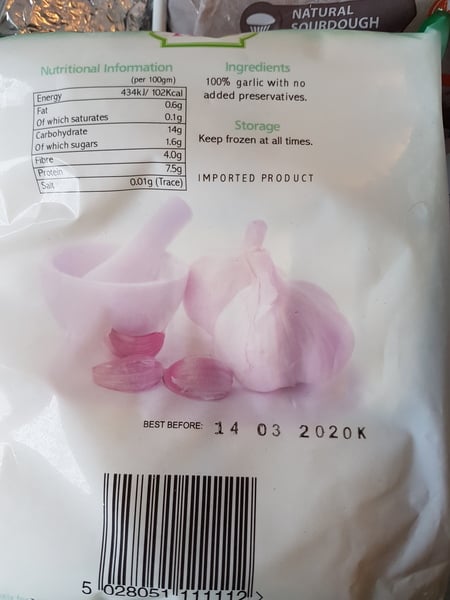 NATURAL
SOURDOUGH
Nutritional Information
(per 100gm)
Energy 434kJ/ 102Kcal
Fat 0.6g
Of which saturates 0.1g
Carbohydrate 14g
Of which sugars 1.6g
Fibre 4.0g
Protein 7.5g
Salt 0.01g (Trace)
Ingredients
100% garlic with no
added preservatives.
Storage
Keep frozen at all times.
IMPORTED PRODUCT
BEST BEFORE: 14 03 2020K
5 028051 111112 >